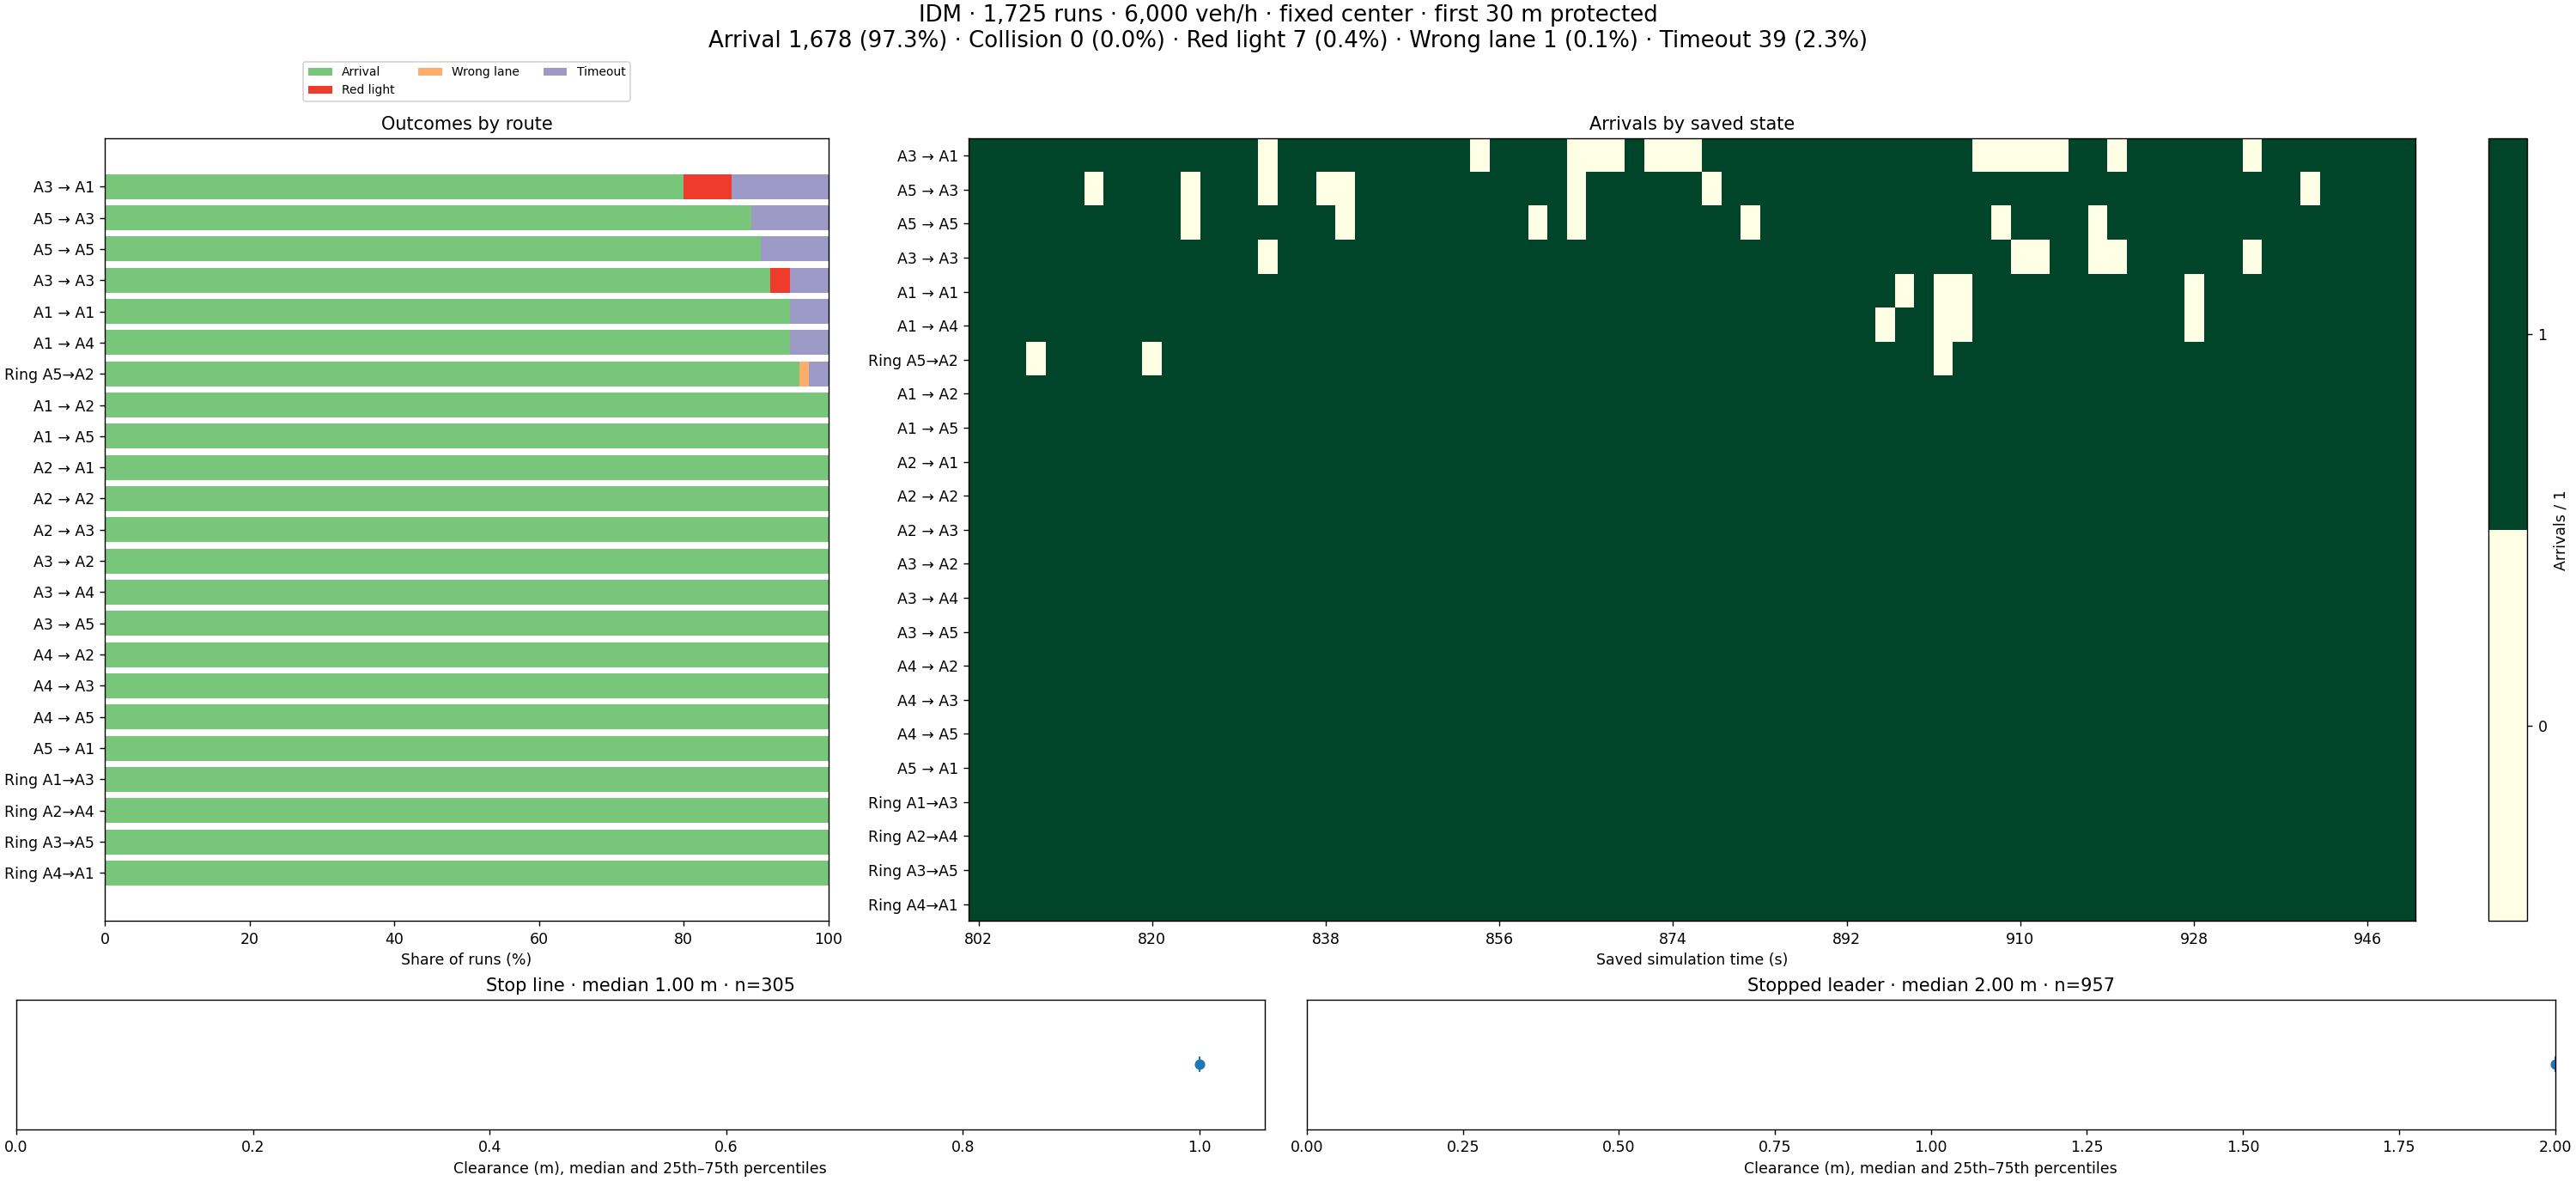 IDM · 1,725 runs · 6,000 veh/h · fixed center · first 30 m protected
Arrival 1,678 (97.3%) · Collision 0 (0.0%) · Red light 7 (0.4%) · Wrong lane 1 (0.1%) · Timeout 39 (2.3%)
Arrival Wrong lane Timeout
Red light
Outcomes by route
A3 → A1
A5 → A3
A5 → A5
A3 → A3
A1 → A1
A1 → A4
Ring A5→A2
A1 → A2
A1 → A5
A2 → A1
A2 → A2
A2 → A3
A3 → A2
A3 → A4
A3 → A5
A4 → A2
A4 → A3
A4 → A5
A5 → A1
Ring A1→A3
Ring A2→A4
Ring A3→A5
Ring A4→A1
0 20 40 60 80 100
Share of runs (%)
Arrivals by saved state
A3 → A1
A5 → A3
A5 → A5
A3 → A3
A1 → A1
A1 → A4
Ring A5→A2
A1 → A2
A1 → A5
A2 → A1
A2 → A2
A2 → A3
A3 → A2
A3 → A4
A3 → A5
A4 → A2
A4 → A3
A4 → A5
A5 → A1
Ring A1→A3
Ring A2→A4
Ring A3→A5
Ring A4→A1
802 820 838 856 874 892 910 928 946
Saved simulation time (s)
1
0
Arrivals / 1
Stop line · median 1.00 m · n=305
0.0 0.2 0.4 0.6 0.8 1.0
Clearance (m), median and 25th–75th percentiles
Stopped leader · median 2.00 m · n=957
0.00 0.25 0.50 0.75 1.00 1.25 1.50 1.75 2.00
Clearance (m), median and 25th–75th percentiles